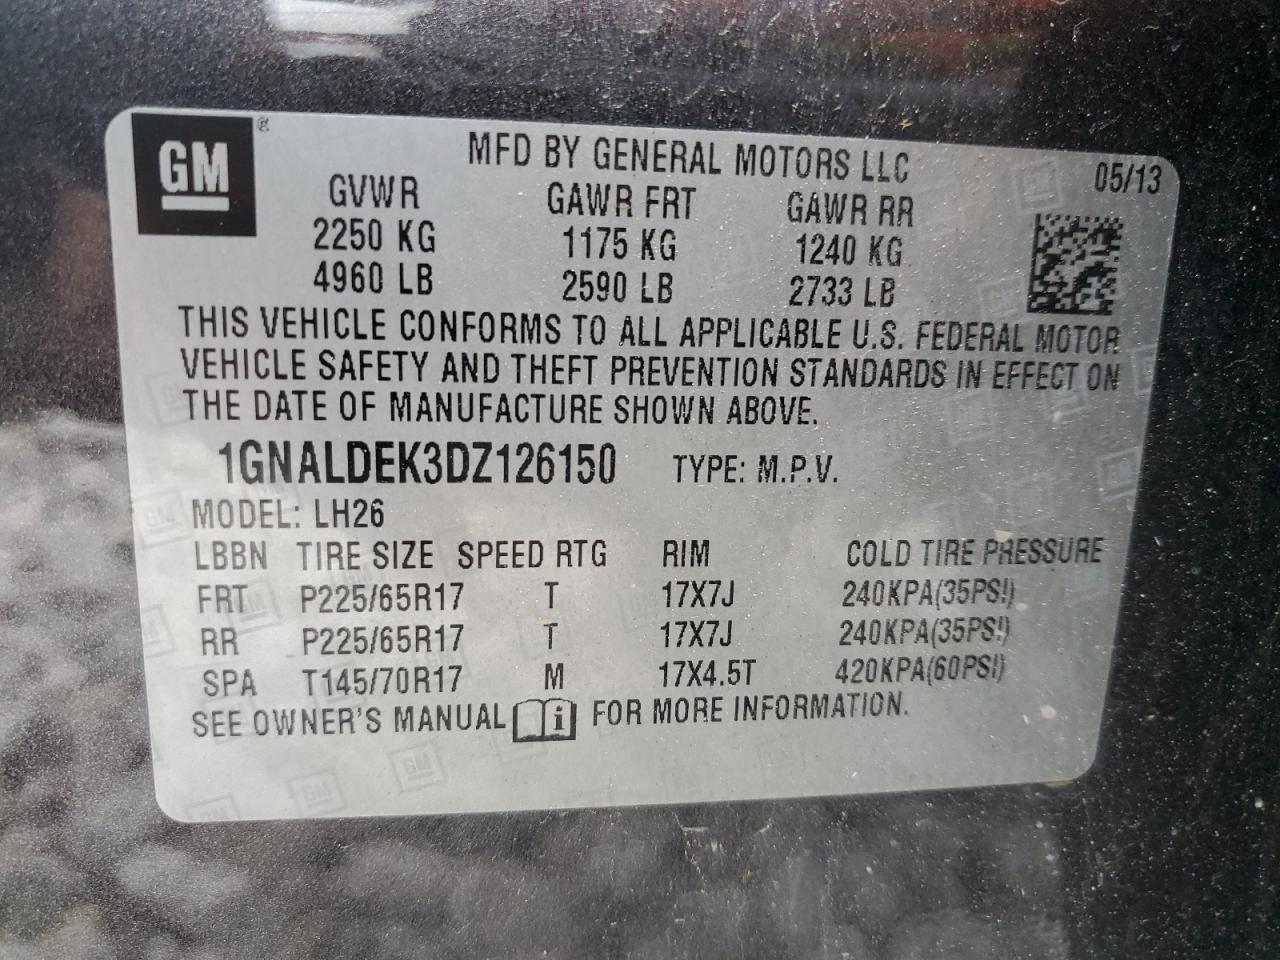 GM
MFD BY GENERAL MOTORS LLC 05/13
GVWR GAWR FRT GAWR RR
2250 KG 1175 KG 1240 KG
4960 LB 2590 LB 2733 LB
THIS VEHICLE CONFORMS TO ALL APPLICABLE U.S. FEDERAL MOTOR
VEHICLE SAFETY AND THEFT PREVENTION STANDARDS IN EFFECT ON
THE DATE OF MANUFACTURE SHOWN ABOVE.
1GNALDEK3DZ126150 TYPE: M.P.V.
MODEL: LH26
LBBN TIRE SIZE SPEED RTG RIM COLD TIRE PRESSURE
FRT P225/65R17 T 17X7J 240KPA(35PSI)
RR P225/65R17 T 17X7J 240KPA(35PSI)
SPA T145/70R17 M 17X4.5T 420KPA(60PSI)
SEE OWNER'S MANUAL i FOR MORE INFORMATION.